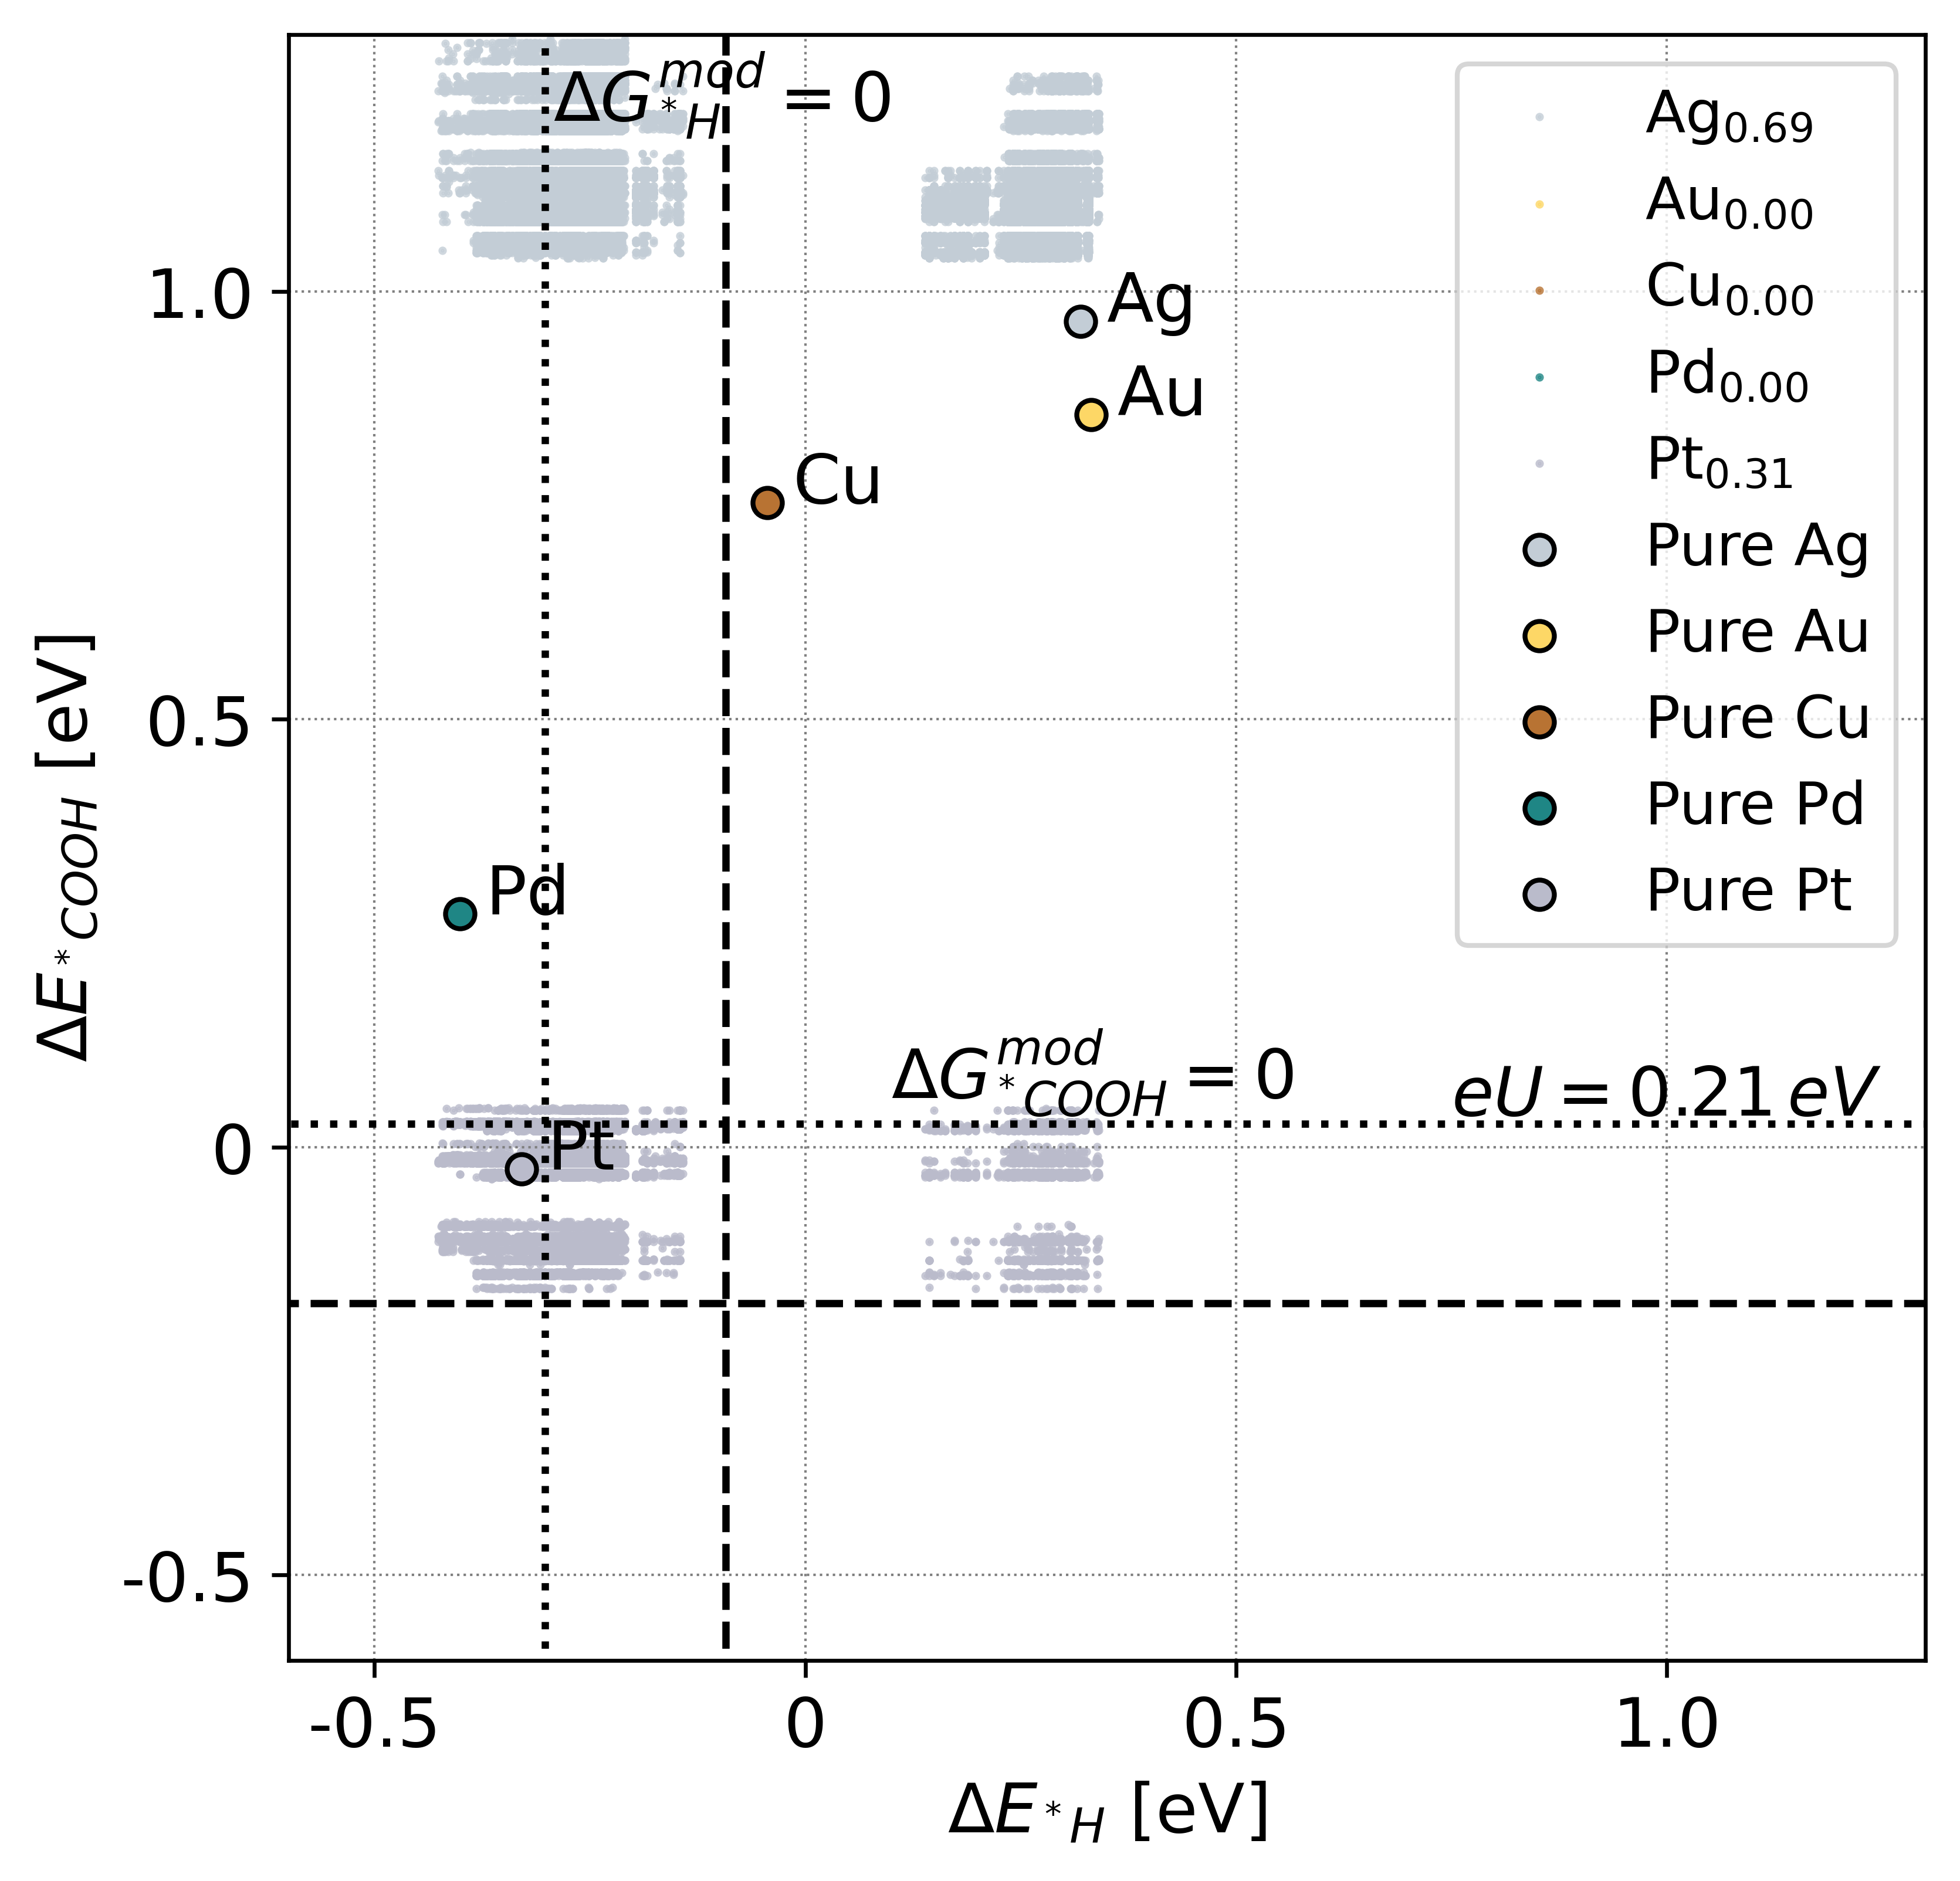 ΔG*H^mod = 0
Ag0.69
Au0.00
Cu0.00
Pd0.00
Pt0.31
Pure Ag
Pure Au
Pure Cu
Pure Pd
Pure Pt
Ag
Au
Cu
Pd
Pt
ΔG*COOH^mod = 0
eU = 0.21 eV
1.0
0.5
0
-0.5
ΔE*COOH [eV]
-0.5
0
0.5
1.0
ΔE*H [eV]